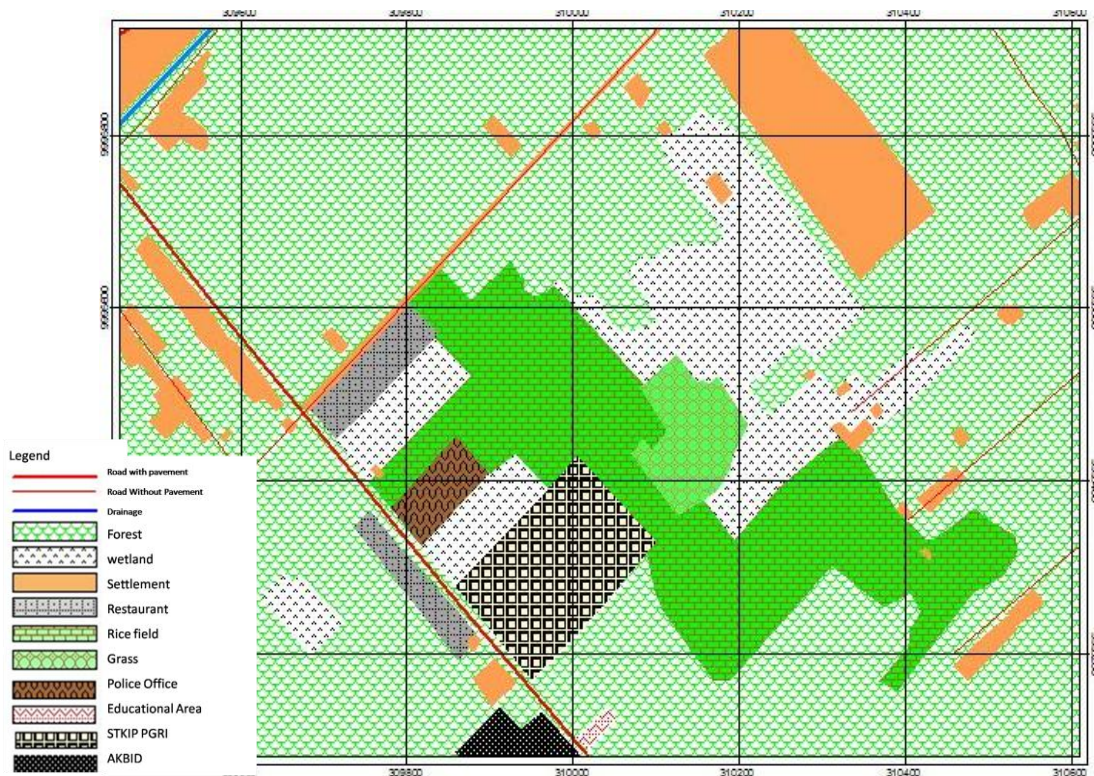 309600 309800 310000 310200 310400 310600
Legend
Road with pavement
Road Without Pavement
Drainage
Forest
wetland
Settlement
Restaurant
Rice field
Grass
Police Office
Educational Area
STKIP PGRI
AKBID
309600 309800 310000 310200 310400 310600